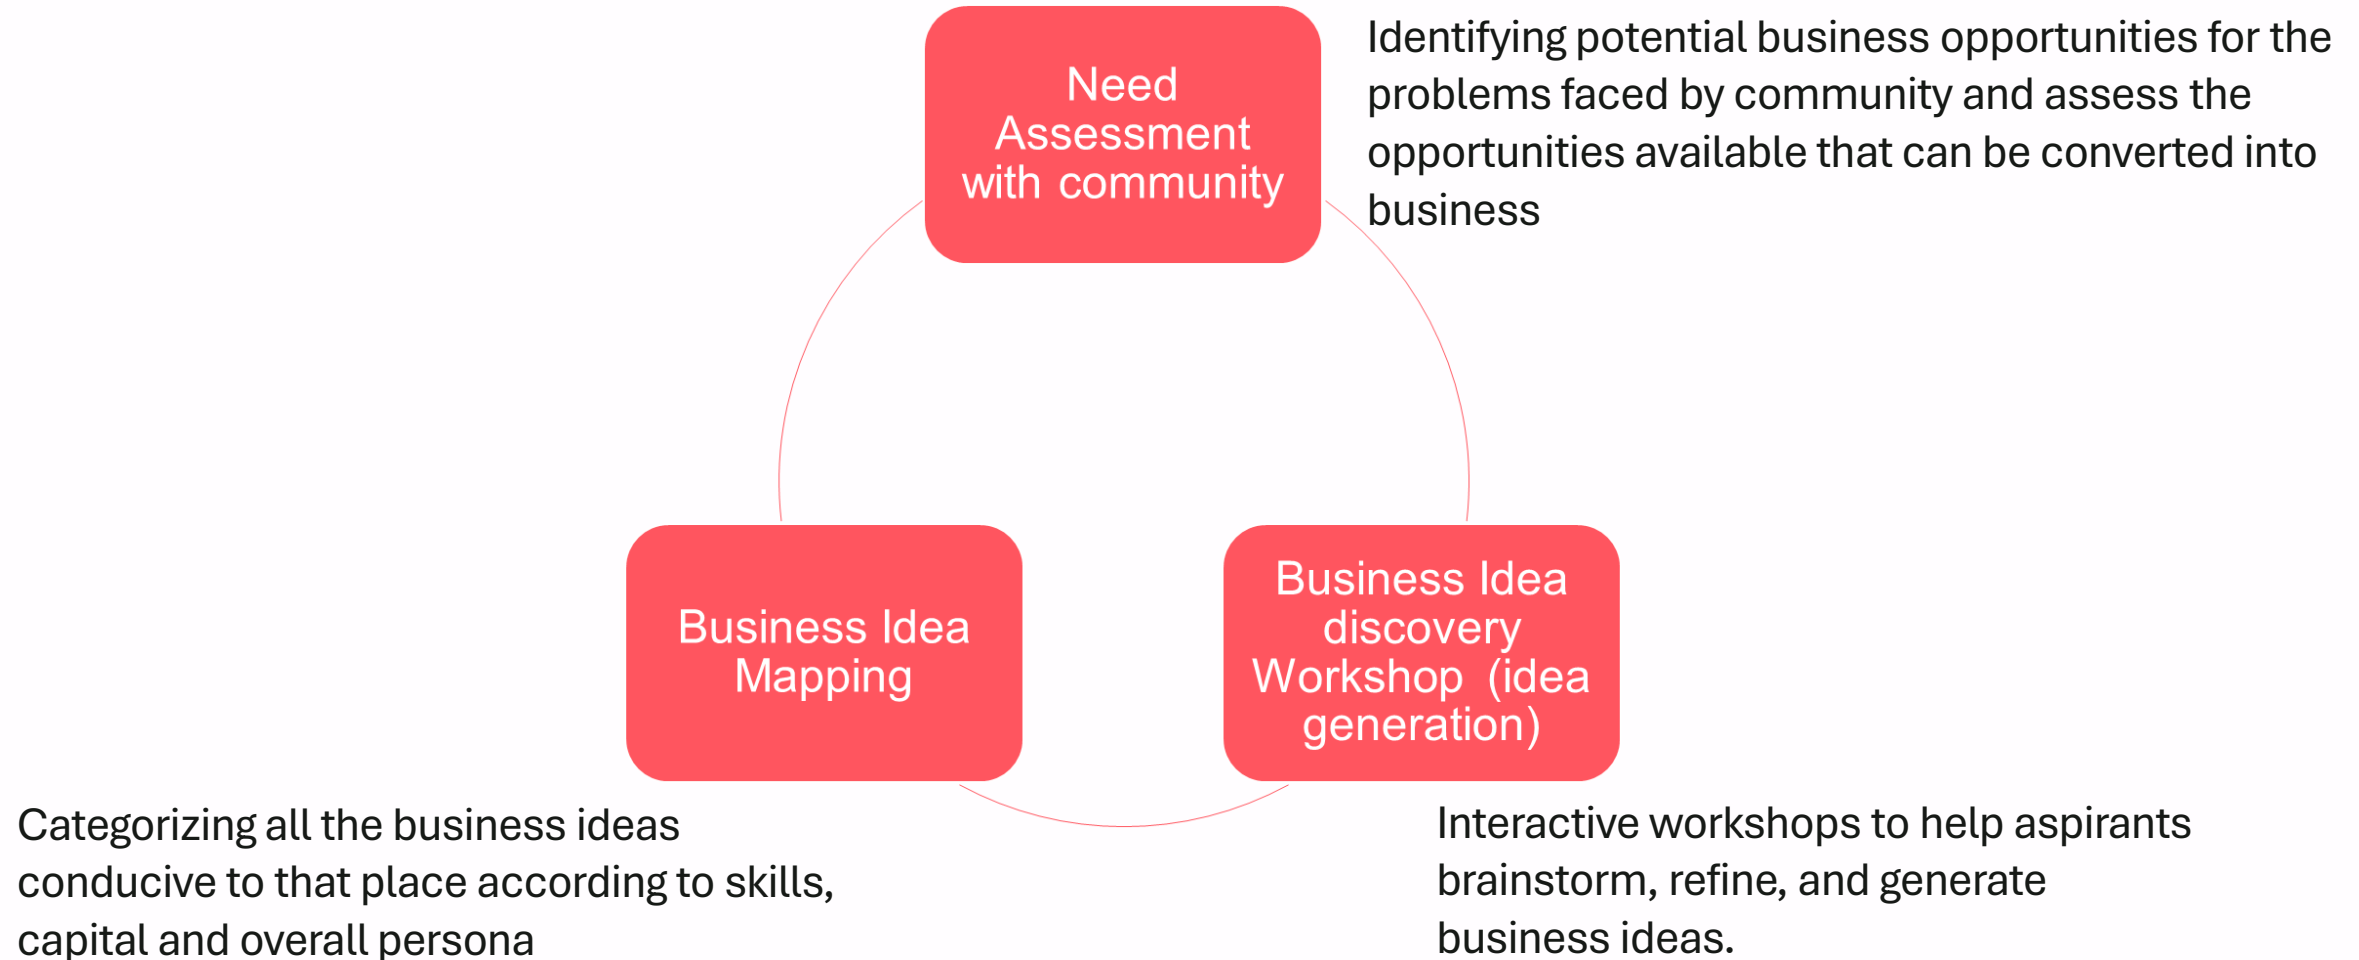 Need
Assessment
with community
Identifying potential business opportunities for the
problems faced by community and assess the
opportunities available that can be converted into
business
Business Idea
discovery
Workshop (idea
generation)
Interactive workshops to help aspirants
brainstorm, refine, and generate
business ideas.
Business Idea
Mapping
Categorizing all the business ideas
conducive to that place according to skills,
capital and overall persona